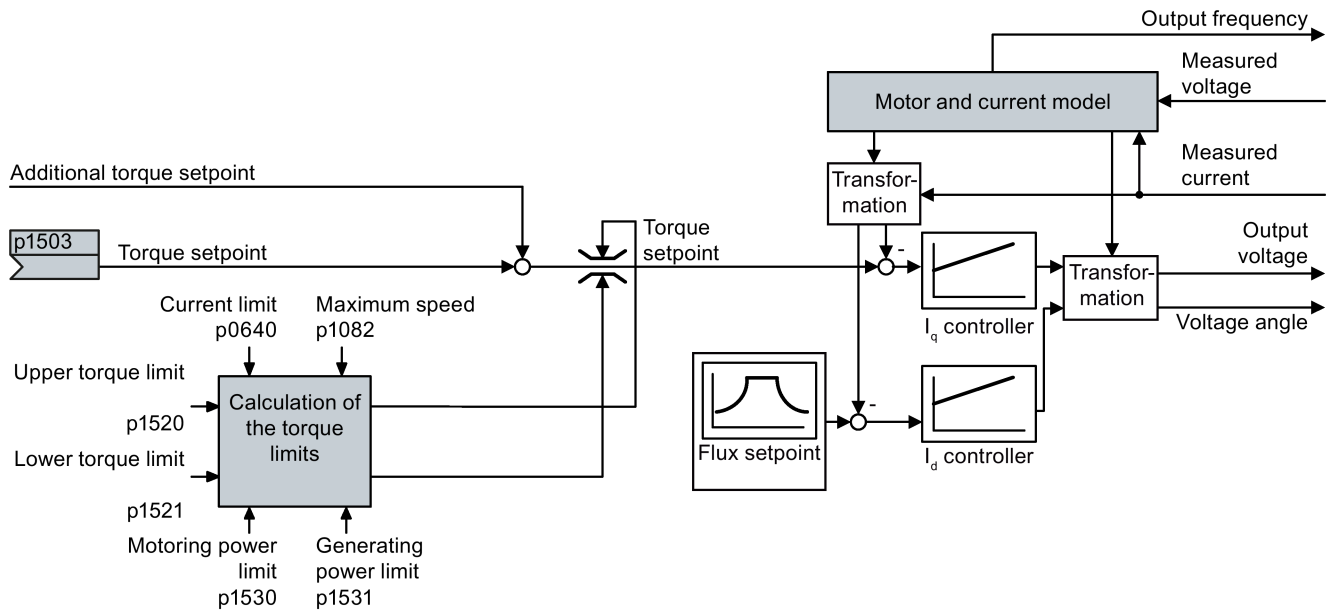 Output frequency
Measured
voltage
Motor and current model
Additional torque setpoint
Measured
current
Transfor-
mation
p1503
Torque setpoint
Torque
setpoint
-
Output
voltage
Transfor-
mation
Voltage angle
Iq controller
Current limit
p0640
Maximum speed
p1082
Upper torque limit
p1520
Calculation of
the torque
limits
Lower torque limit
p1521
-
Flux setpoint
Id controller
Motoring power
limit
p1530
Generating
power limit
p1531